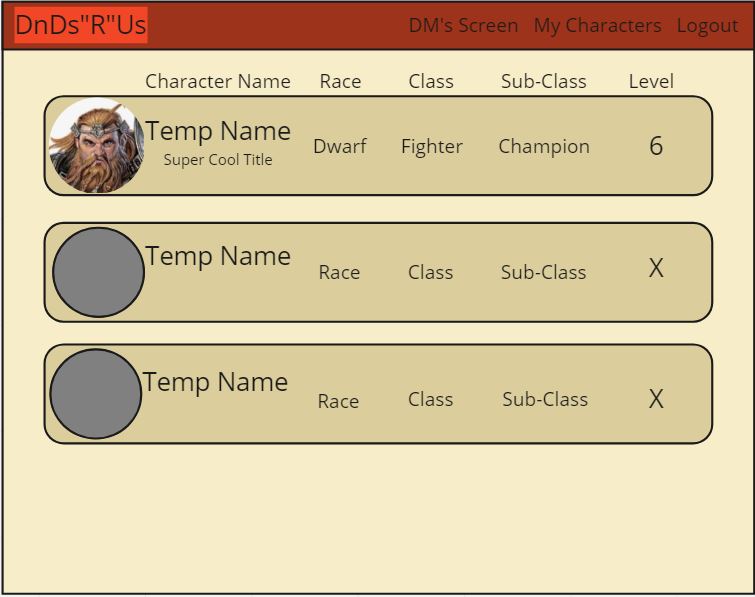 DnDs"R"Us DM's Screen My Characters Logout
Character Name Race Class Sub-Class Level
Temp Name
Super Cool Title
Dwarf Fighter Champion 6
Temp Name
Race Class Sub-Class X
Temp Name
Race Class Sub-Class X